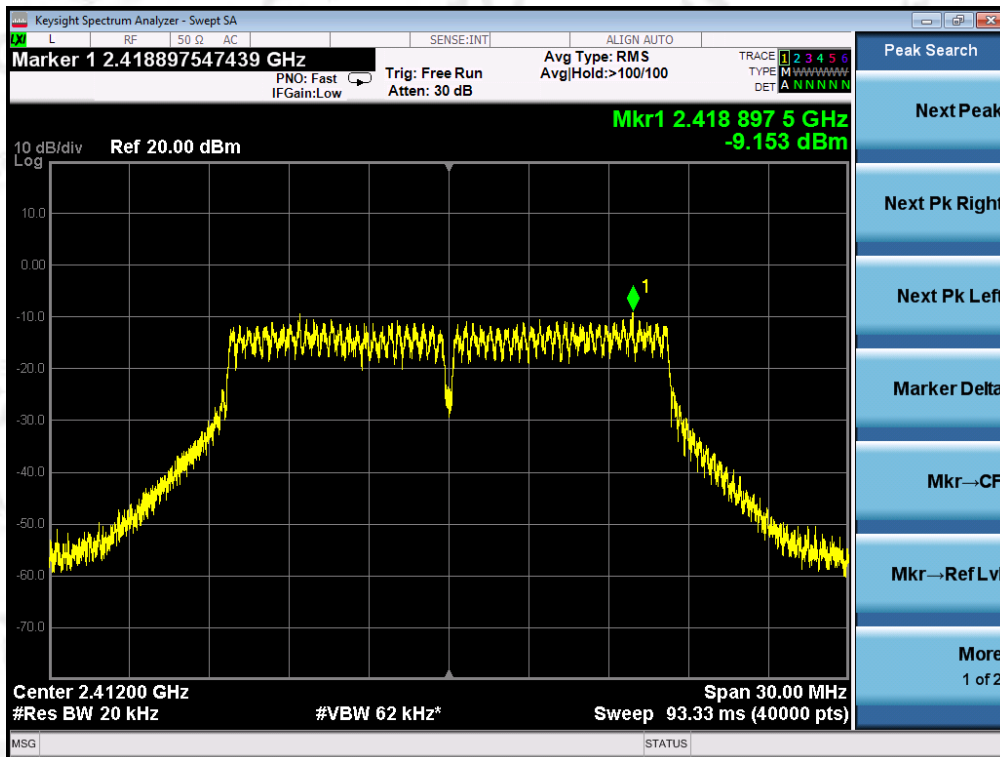 Keysight Spectrum Analyzer - Swept SA
LXI L RF 50 Ω AC SENSE:INT ALIGN AUTO
Marker 1 2.418897547439 GHz
PNO: Fast
IFGain:Low
Trig: Free Run
Atten: 30 dB
Avg Type: RMS
Avg|Hold:>100/100
TRACE 1 2 3 4 5 6
TYPE M WWWWW
DET A N N N N N
Mkr1 2.418 897 5 GHz
-9.153 dBm
10 dB/div Ref 20.00 dBm
Log
10.0
0.00
-10.0
-20.0
-30.0
-40.0
-50.0
-60.0
-70.0
1
Center 2.41200 GHz Span 30.00 MHz
#Res BW 20 kHz #VBW 62 kHz* Sweep 93.33 ms (40000 pts)
MSG STATUS
Peak Search
Next Peak
Next Pk Right
Next Pk Left
Marker Delta
Mkr→CF
Mkr→Ref Lvl
More
1 of 2